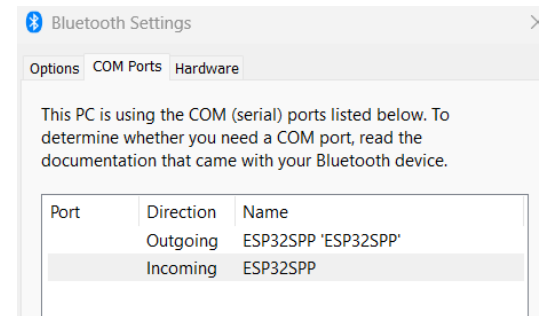 Bluetooth Settings
Options COM Ports Hardware
This PC is using the COM (serial) ports listed below. To
determine whether you need a COM port, read the
documentation that came with your Bluetooth device.
Port Direction Name
Outgoing ESP32SPP 'ESP32SPP'
Incoming ESP32SPP